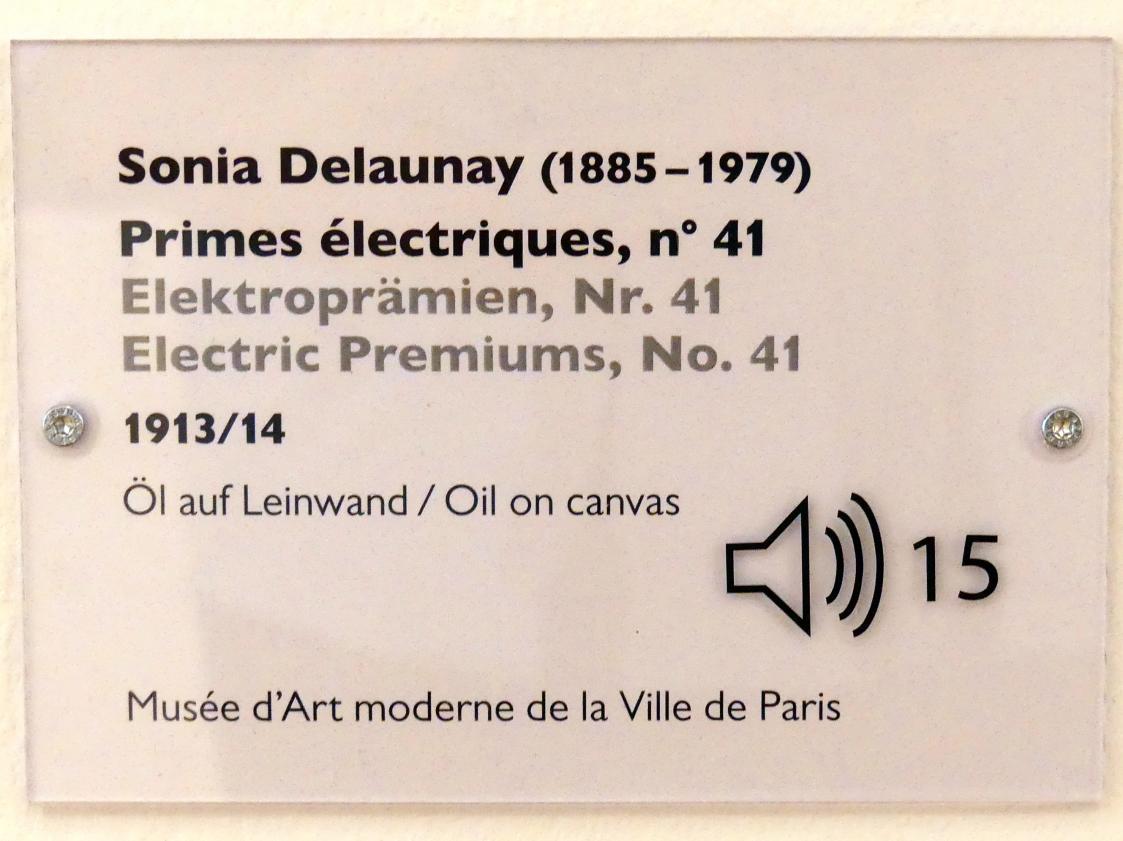 Sonia Delaunay (1885–1979)
Primes électriques, n° 41
Elektroprämien, Nr. 41
Electric Premiums, No. 41
1913/14
Öl auf Leinwand / Oil on canvas
15
Musée d’Art moderne de la Ville de Paris